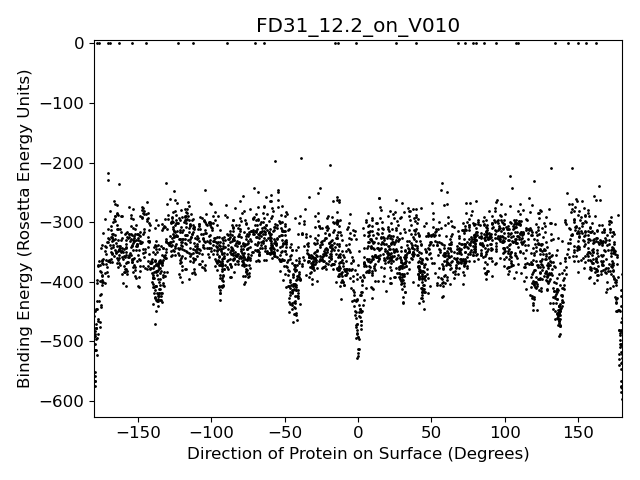 FD31_12.2_on_V010
Binding Energy (Rosetta Energy Units)
0
−100
−200
−300
−400
−500
−600
−150 −100 −50 0 50 100 150
Direction of Protein on Surface (Degrees)